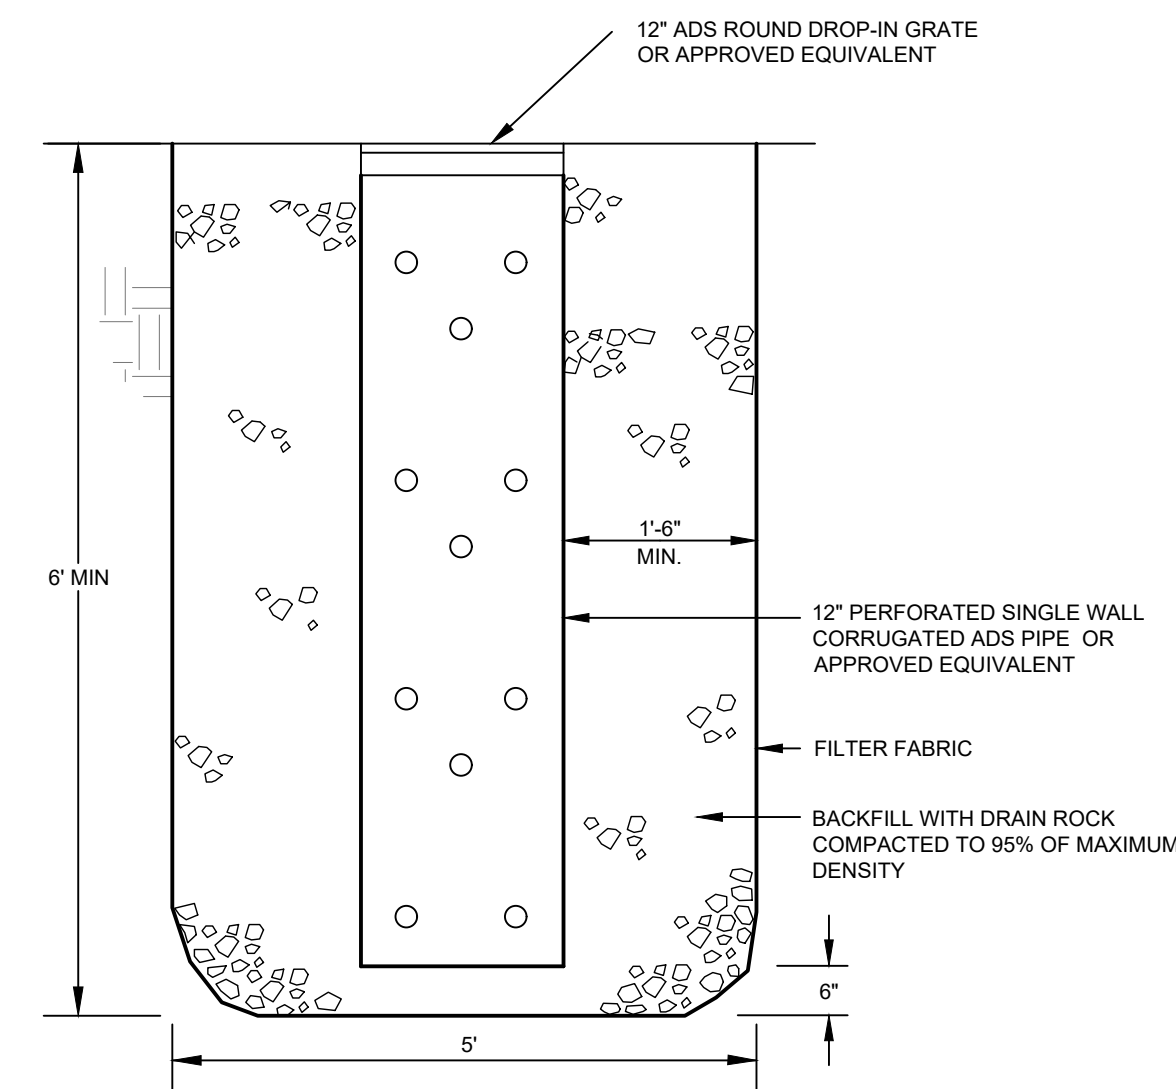 12" ADS ROUND DROP-IN GRATE
OR APPROVED EQUIVALENT
1'-6"
MIN.
6' MIN
12" PERFORATED SINGLE WALL
CORRUGATED ADS PIPE OR
APPROVED EQUIVALENT
FILTER FABRIC
BACKFILL WITH DRAIN ROCK
COMPACTED TO 95% OF MAXIMUM
DENSITY
6"
5'